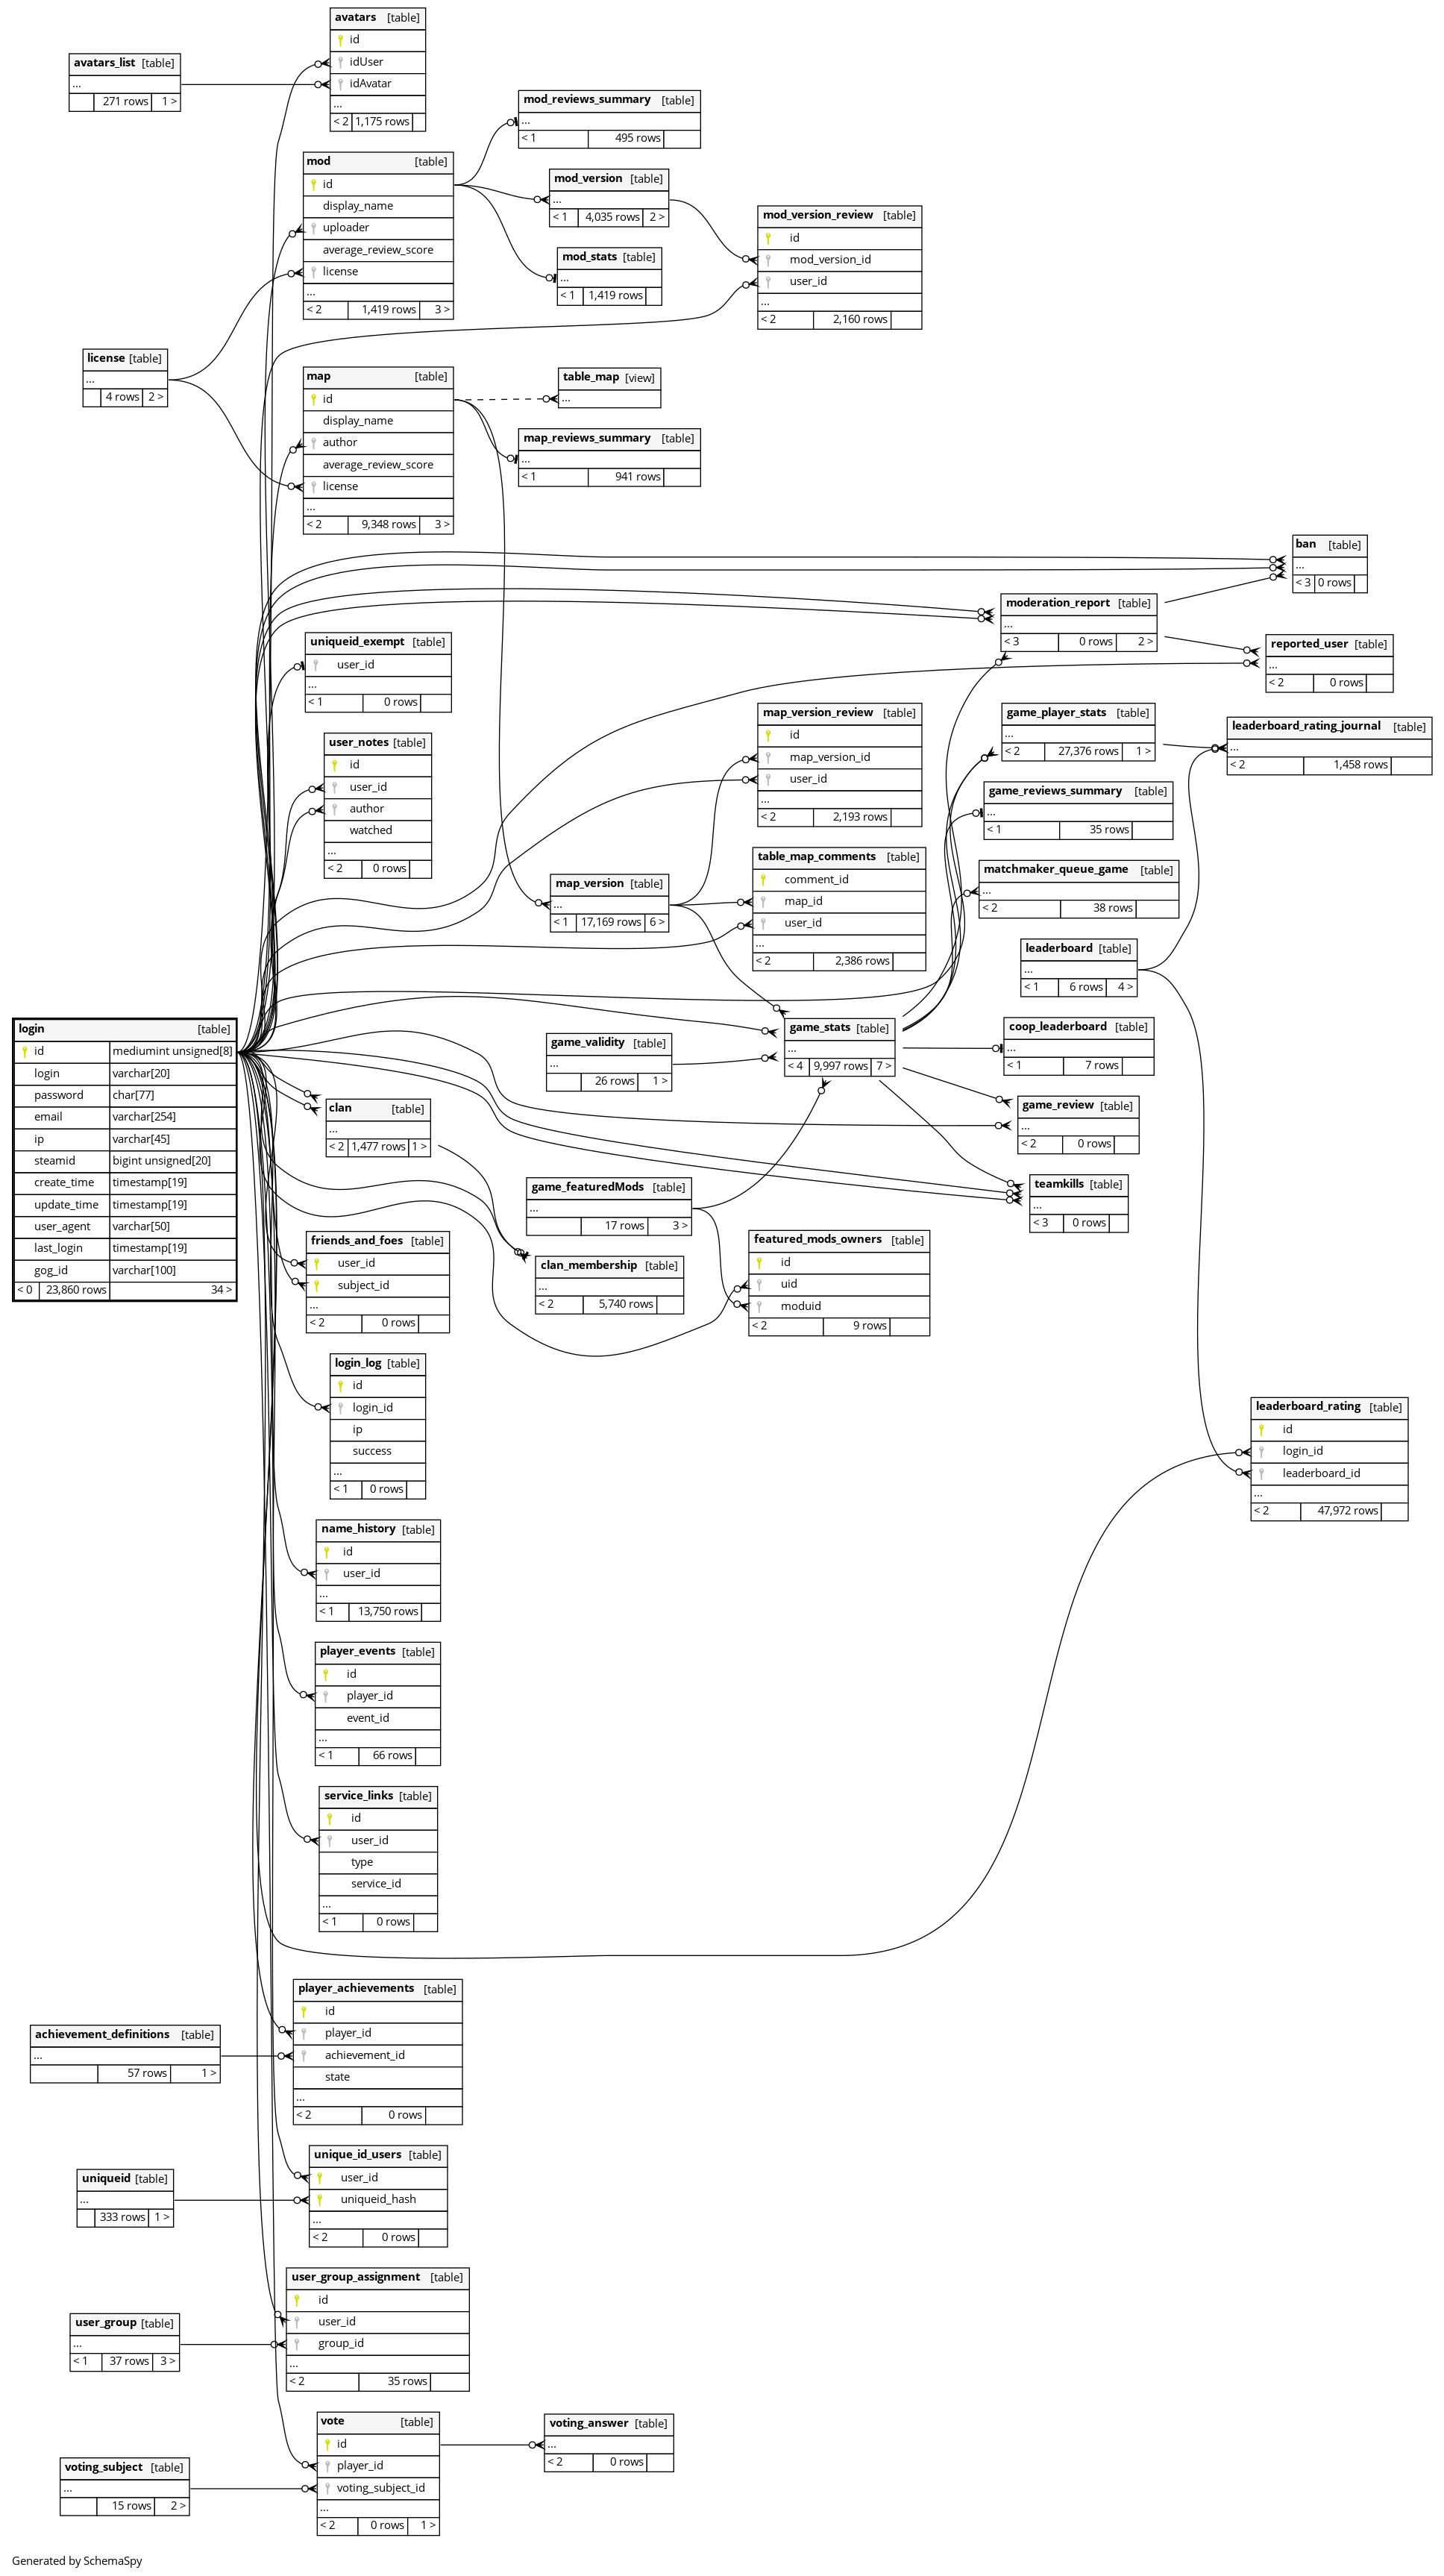 avatars [table]
id
idUser
idAvatar
...
< 2 1,175 rows
avatars_list [table]
...
271 rows 1 >
mod_reviews_summary [table]
...
< 1 495 rows
mod [table]
id
display_name
uploader
average_review_score
license
...
< 2 1,419 rows 3 >
mod_version [table]
...
< 1 4,035 rows 2 >
mod_version_review [table]
id
mod_version_id
user_id
...
< 2 2,160 rows
mod_stats [table]
...
< 1 1,419 rows
license [table]
...
4 rows 2 >
map [table]
id
display_name
author
average_review_score
license
...
< 2 9,348 rows 3 >
table_map [view]
...
map_reviews_summary [table]
...
< 1 941 rows
ban [table]
...
< 3 0 rows
moderation_report [table]
...
< 3 0 rows 2 >
uniqueid_exempt [table]
user_id
...
< 1 0 rows
reported_user [table]
...
< 2 0 rows
user_notes [table]
id
user_id
author
watched
...
< 2 0 rows
map_version_review [table]
id
map_version_id
user_id
...
< 2 2,193 rows
game_player_stats [table]
...
< 2 27,376 rows 1 >
leaderboard_rating_journal [table]
...
< 2 1,458 rows
game_reviews_summary [table]
...
< 1 35 rows
table_map_comments [table]
comment_id
map_id
user_id
...
< 2 2,386 rows
matchmaker_queue_game [table]
...
< 2 38 rows
map_version [table]
...
< 1 17,169 rows 6 >
leaderboard [table]
...
< 1 6 rows 4 >
login [table]
id mediumint unsigned[8]
login varchar[20]
password char[77]
email varchar[254]
ip varchar[45]
steamid bigint unsigned[20]
create_time timestamp[19]
update_time timestamp[19]
user_agent varchar[50]
last_login timestamp[19]
gog_id varchar[100]
< 0 23,860 rows 34 >
game_stats [table]
...
< 4 9,997 rows 7 >
coop_leaderboard [table]
...
< 1 7 rows
game_validity [table]
...
26 rows 1 >
clan [table]
...
< 2 1,477 rows 1 >
game_review [table]
...
< 2 0 rows
game_featuredMods [table]
...
17 rows 3 >
teamkills [table]
...
< 3 0 rows
friends_and_foes [table]
user_id
subject_id
...
< 2 0 rows
clan_membership [table]
...
< 2 5,740 rows
featured_mods_owners [table]
id
uid
moduid
< 2 9 rows
login_log [table]
id
login_id
ip
success
...
< 1 0 rows
leaderboard_rating [table]
id
login_id
leaderboard_id
...
< 2 47,972 rows
name_history [table]
id
user_id
...
< 1 13,750 rows
player_events [table]
id
player_id
event_id
...
< 1 66 rows
service_links [table]
id
user_id
type
service_id
...
< 1 0 rows
player_achievements [table]
id
player_id
achievement_id
state
...
< 2 0 rows
achievement_definitions [table]
...
57 rows 1 >
unique_id_users [table]
user_id
uniqueid_hash
...
< 2 0 rows
uniqueid [table]
...
333 rows 1 >
user_group_assignment [table]
id
user_id
group_id
...
< 2 35 rows
user_group [table]
...
< 1 37 rows 3 >
vote [table]
id
player_id
voting_subject_id
...
< 2 0 rows 1 >
voting_answer [table]
...
< 2 0 rows
voting_subject [table]
...
15 rows 2 >
Generated by SchemaSpy